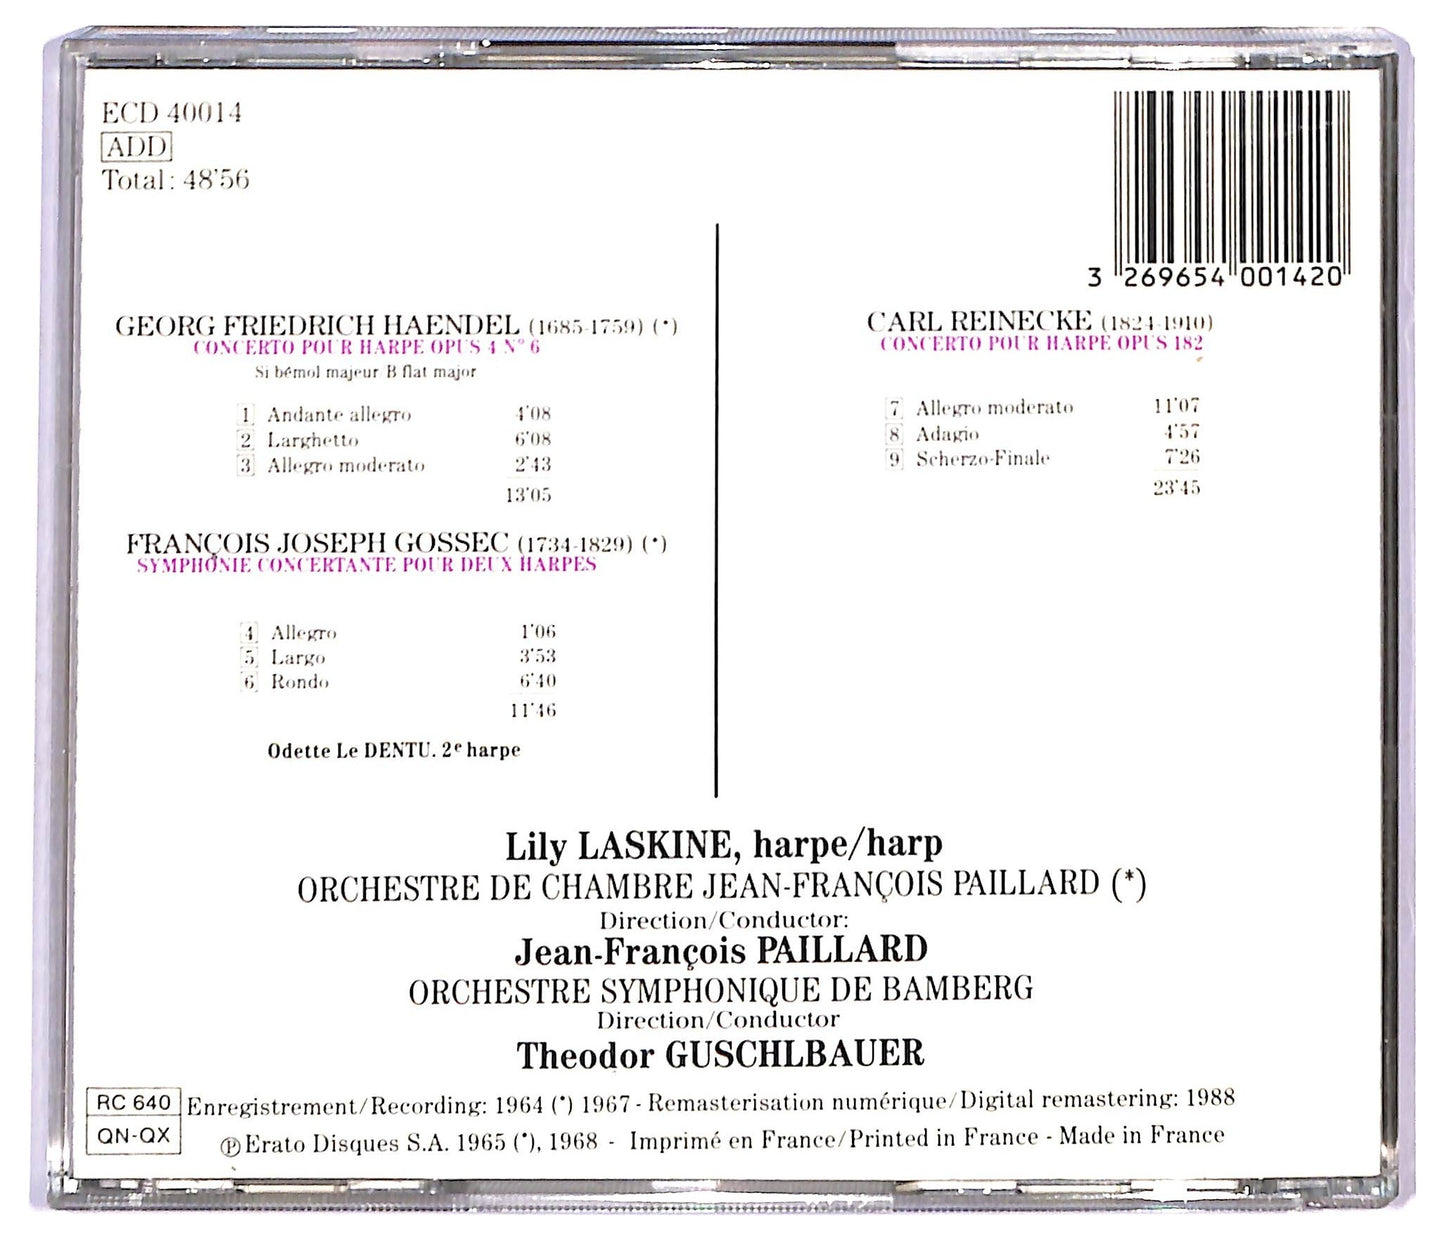 ECD 40014
ADD
Total: 48'56
3 269654 001420
GEORG FRIEDRICH HAENDEL (1685-1759) (*)
CONCERTO POUR HARPE OPUS 4 N° 6
Si bémol majeur B flat major
1 Andante allegro 4'08
2 Larghetto 6'08
3 Allegro moderato 2'43
13'05
FRANÇOIS JOSEPH GOSSEC (1734-1829) (*)
SYMPHONIE CONCERTANTE POUR DEUX HARPES
4 Allegro 1'06
5 Largo 3'53
6 Rondo 6'40
11'46
Odette Le DENTU. 2e harpe
CARL REINECKE (1824-1910)
CONCERTO POUR HARPE OPUS 182
7 Allegro moderato 11'07
8 Adagio 4'57
9 Scherzo-Finale 7'26
23'45
Lily LASKINE, harpe/harp
ORCHESTRE DE CHAMBRE JEAN-FRANÇOIS PAILLARD (*)
Direction/Conductor:
Jean-François PAILLARD
ORCHESTRE SYMPHONIQUE DE BAMBERG
Direction/Conductor
Theodor GUSCHLBAUER
RC 640
QN-QX
Enregistrement/Recording: 1964 (*) 1967 - Remasterisation numérique/Digital remastering: 1988
℗ Erato Disques S.A. 1965 (*), 1968 - Imprimé en France/Printed in France - Made in France